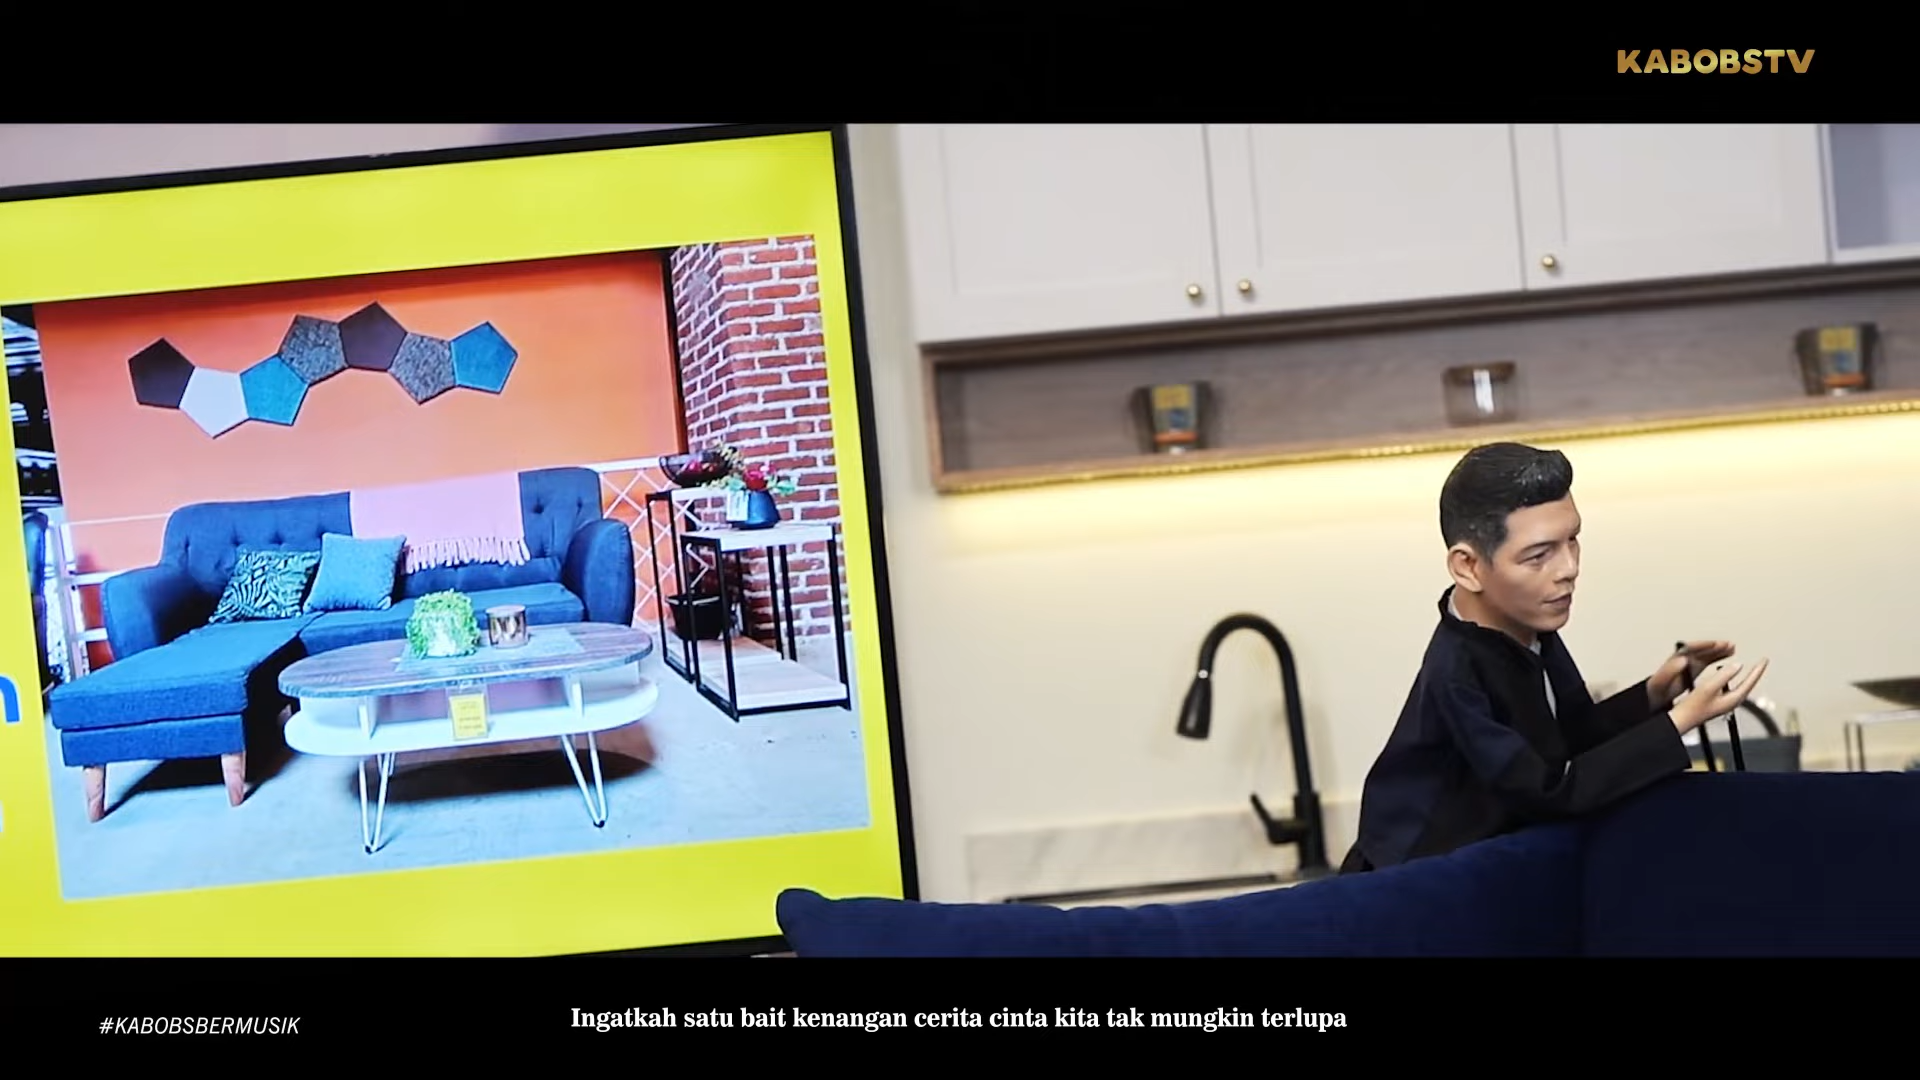 KABOBSTV
#KABOBSBERMUSIK
Ingatkah satu bait kenangan cerita cinta kita tak mungkin terlupa